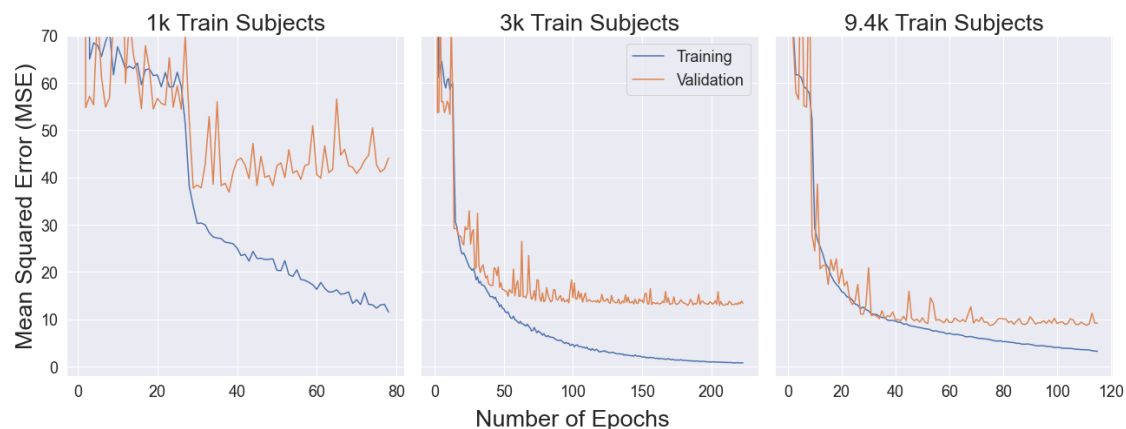 1k Train Subjects
3k Train Subjects
9.4k Train Subjects
Mean Squared Error (MSE)
70
60
50
40
30
20
10
0
Training
Validation
0 20 40 60 80
0 50 100 150 200
0 20 40 60 80 100 120
Number of Epochs